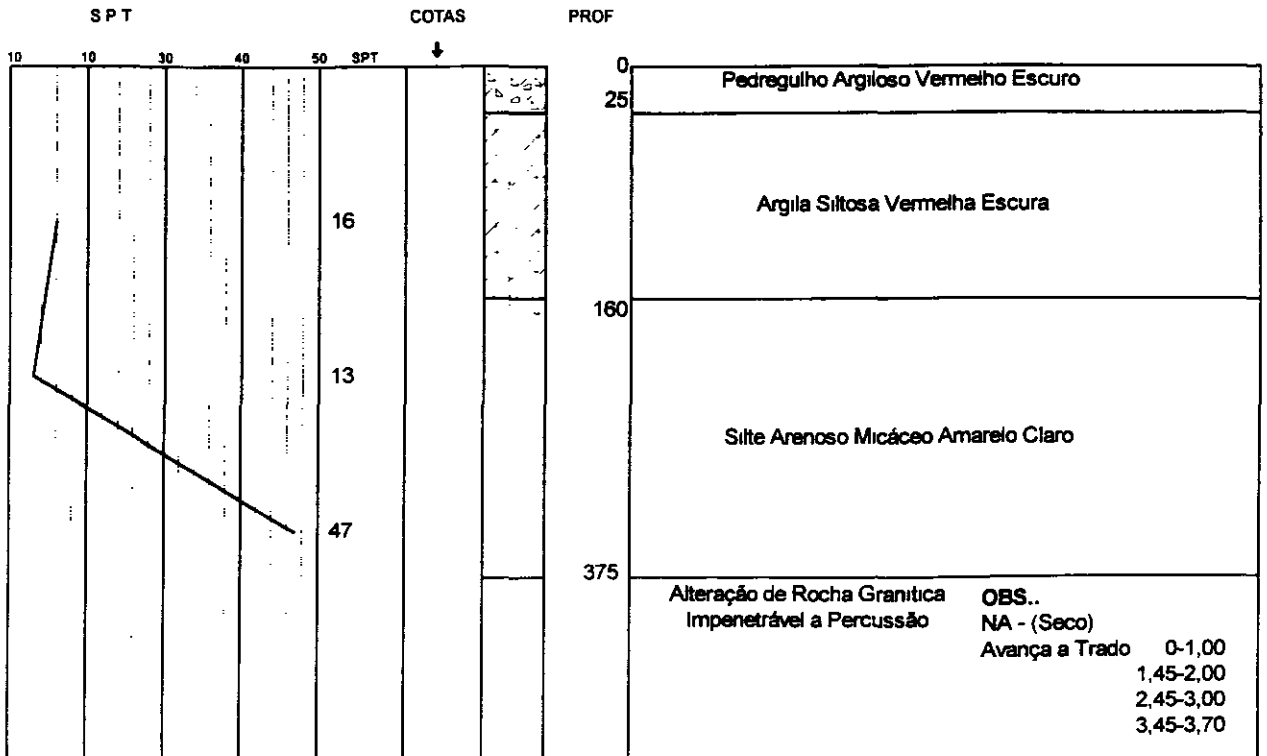 SPT COTAS PROF
10 10 30 40 50 SPT
0
Pedregulho Argiloso Vermelho Escuro
25
Argila Siltosa Vermelha Escura
16
160
13
Silte Arenoso Micáceo Amarelo Claro
47
375
Alteração de Rocha Granitica
Impenetrável a Percussão
OBS..
NA - (Seco)
Avança a Trado 0-1,00
1,45-2,00
2,45-3,00
3,45-3,70